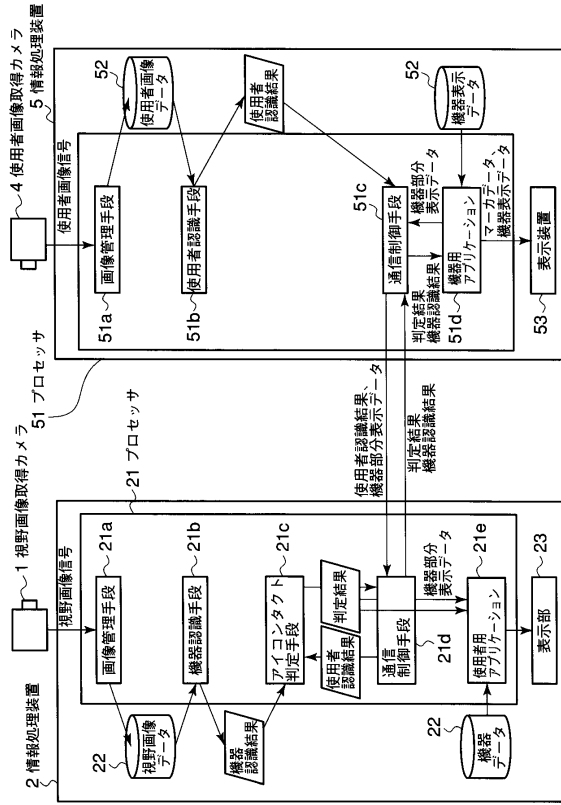 1 視野画像取得カメラ
2 情報処理装置
視野画像信号
21 プロセッサ
21a
画像管理手段
22
視野画像
データ
21b
機器認識手段
機器
認識結果
21c
アイコンタクト
判定手段
使用者
認識結果
判定結果
通信
制御手段
21d
機器部分
表示データ
22
機器
データ
21e
使用者用
アプリケーション
23
表示部
使用者認識結果、
機器部分表示データ
判定結果
機器認識結果
4 使用者画像取得カメラ
5 情報処理装置
使用者画像信号
51 プロセッサ
51a
画像管理手段
52
使用者画像
データ
51b
使用者認識手段
使用者
認識結果
51c
通信制御手段
判定結果
機器認識結果
機器部分
表示データ
52
機器表示
データ
機器用
アプリケーション
51d
マーカデータ、
機器表示データ
表示装置
53